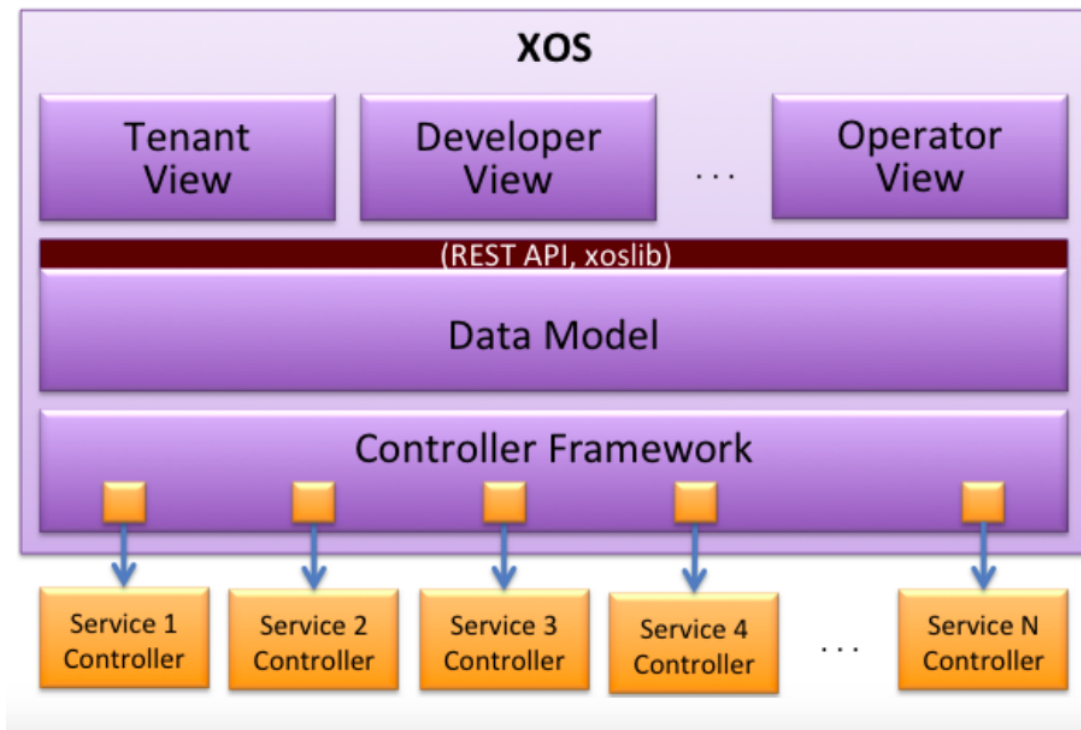 XOS
Tenant
View
Developer
View
. . .
Operator
View
(REST API, xoslib)
Data Model
Controller Framework
Service 1
Controller
Service 2
Controller
Service 3
Controller
Service 4
Controller
. . .
Service N
Controller